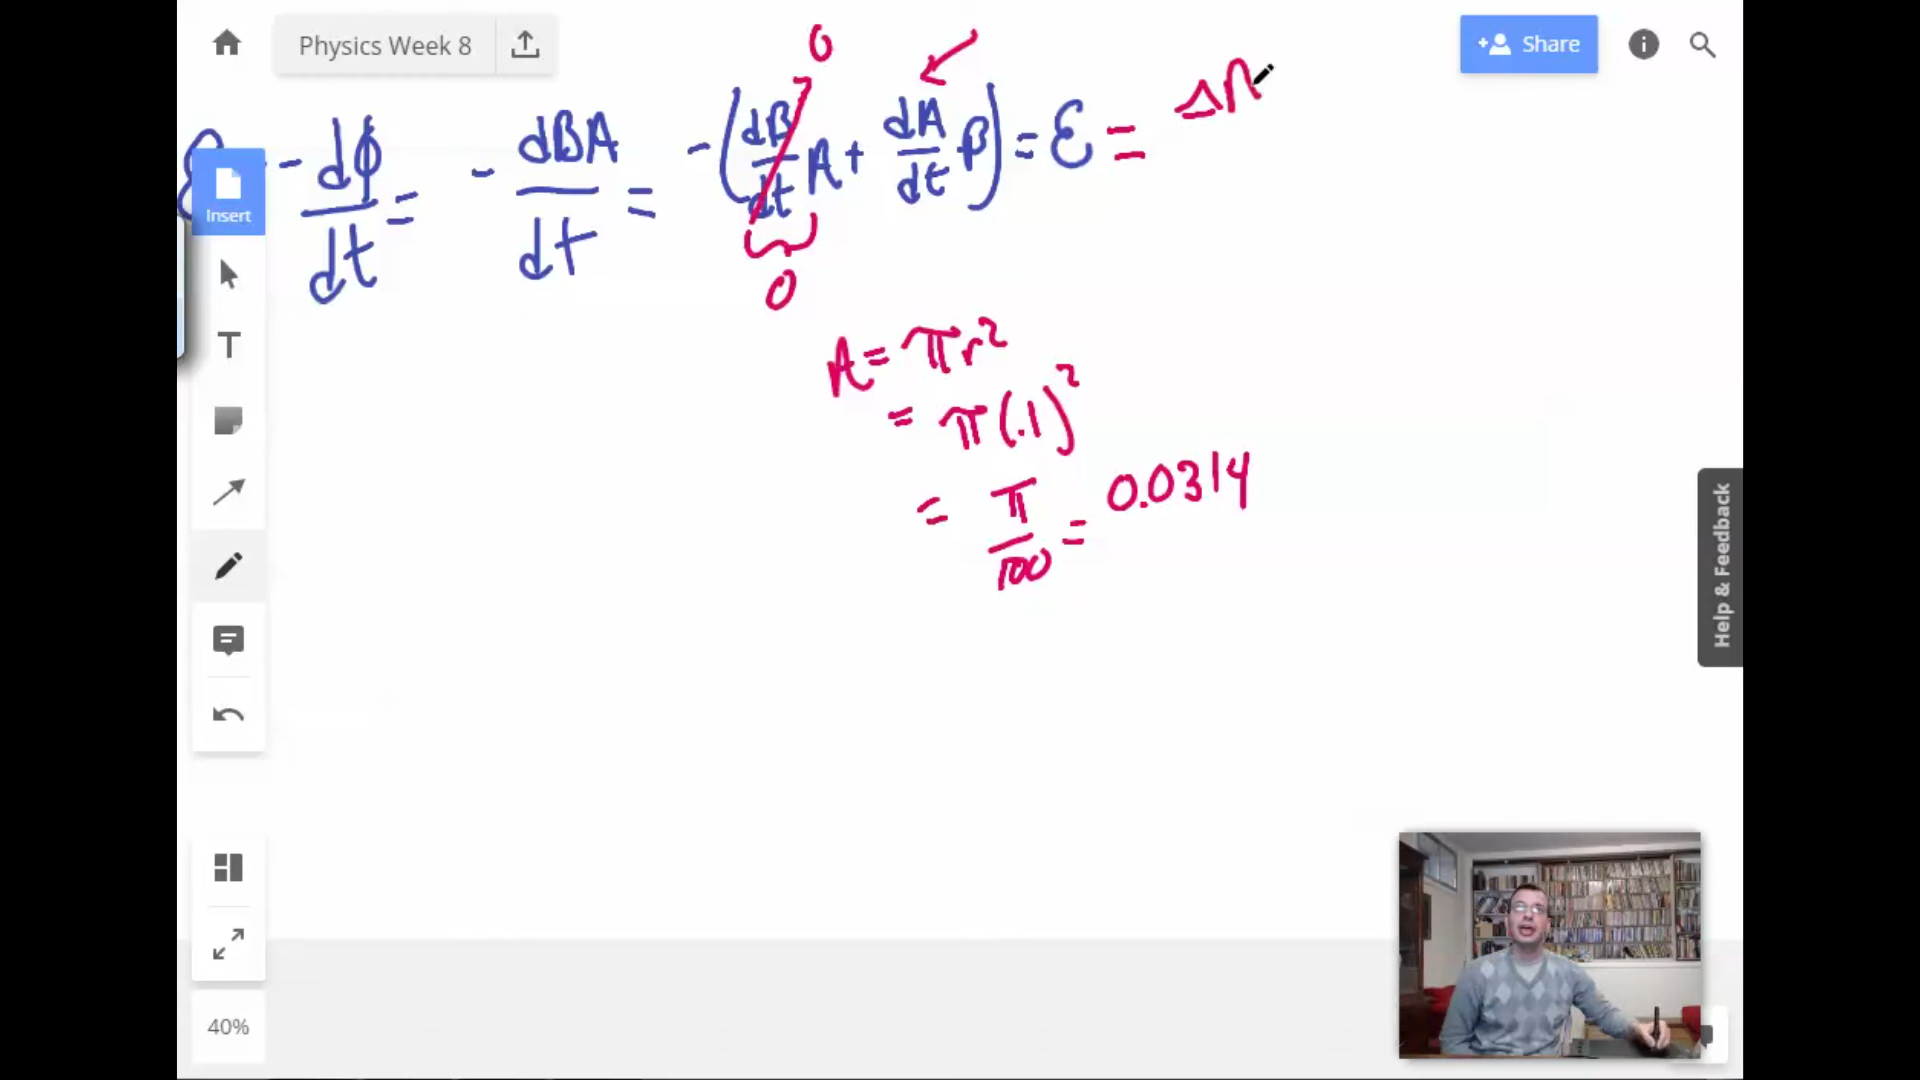 Physics Week 8
Share
ε = - dϕ/dt = - dBA/dt = -(dB/dt A + dA/dt B) = ε = ΔA
0
0
Insert
A = πr²
= π(.1)²
= π/100 = 0.0314
Help & Feedback
40%